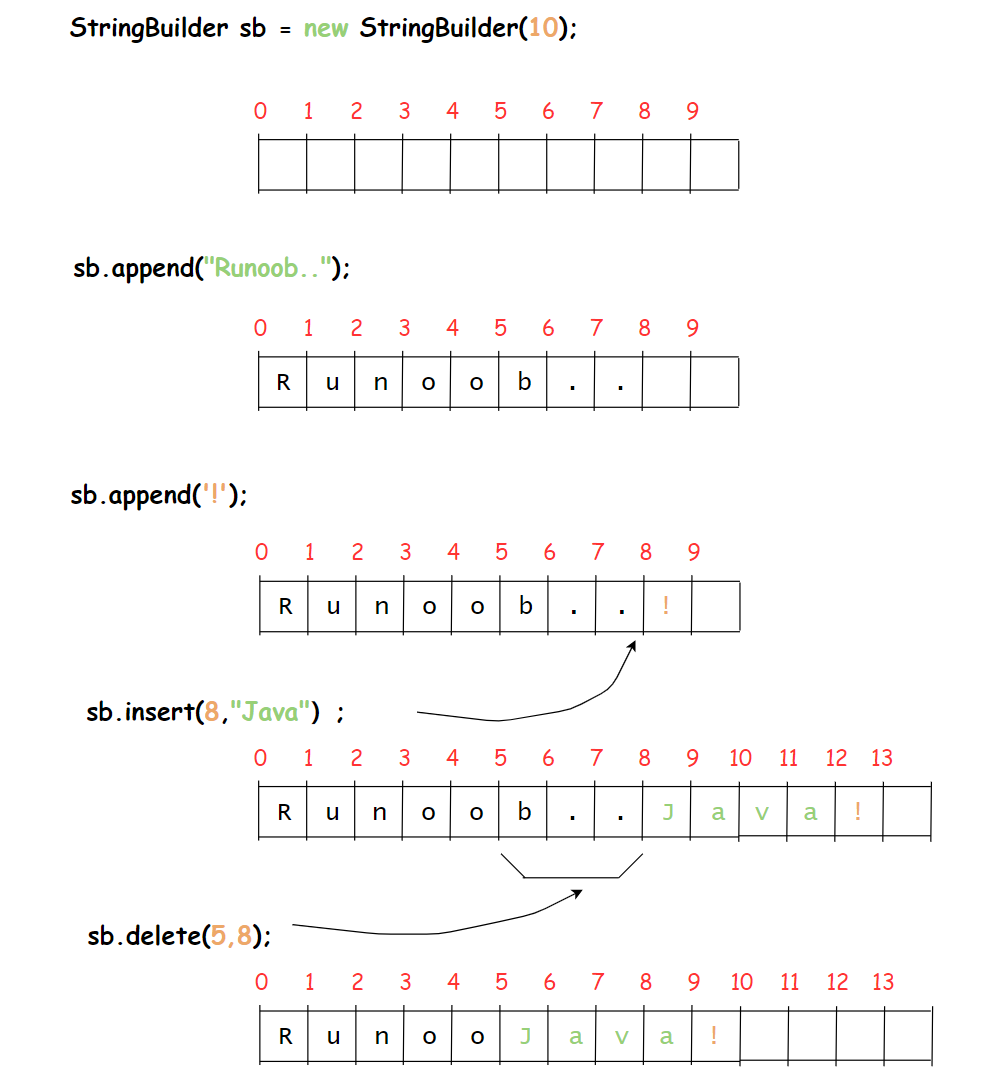 StringBuilder sb = new StringBuilder(10);
0 1 2 3 4 5 6 7 8 9
sb.append("Runoob..");
0 1 2 3 4 5 6 7 8 9
R u n o o b . .
sb.append('!');
0 1 2 3 4 5 6 7 8 9
R u n o o b . . !
sb.insert(8,"Java") ;
0 1 2 3 4 5 6 7 8 9 10 11 12 13
R u n o o b . . J a v a !
sb.delete(5,8);
0 1 2 3 4 5 6 7 8 9 10 11 12 13
R u n o o J a v a !